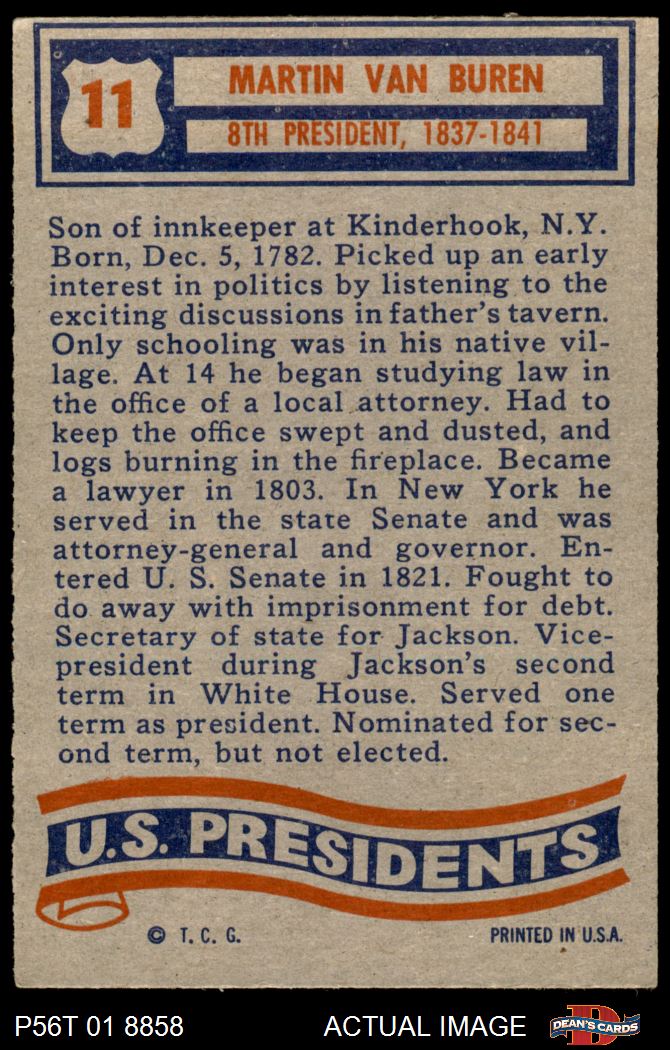 11
MARTIN VAN BUREN
8TH PRESIDENT, 1837-1841
Son of innkeeper at Kinderhook, N.Y.
Born, Dec. 5, 1782. Picked up an early
interest in politics by listening to the
exciting discussions in father's tavern.
Only schooling was in his native vil-
lage. At 14 he began studying law in
the office of a local attorney. Had to
keep the office swept and dusted, and
logs burning in the fireplace. Became
a lawyer in 1803. In New York he
served in the state Senate and was
attorney-general and governor. En-
tered U. S. Senate in 1821. Fought to
do away with imprisonment for debt.
Secretary of state for Jackson. Vice-
president during Jackson's second
term in White House. Served one
term as president. Nominated for sec-
ond term, but not elected.
U.S. PRESIDENTS
© T. C. G.
PRINTED IN U.S.A.
P56T 01 8858
ACTUAL IMAGE
D
DEAN'S CARDS